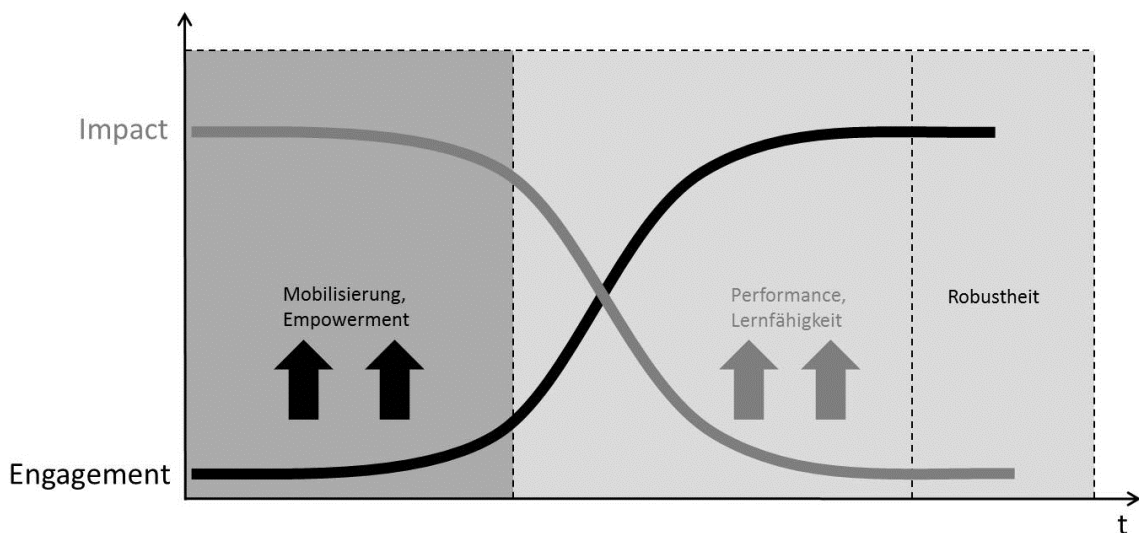 Impact
Mobilisierung,
Empowerment
Performance,
Lernfähigkeit
Robustheit
Engagement
t